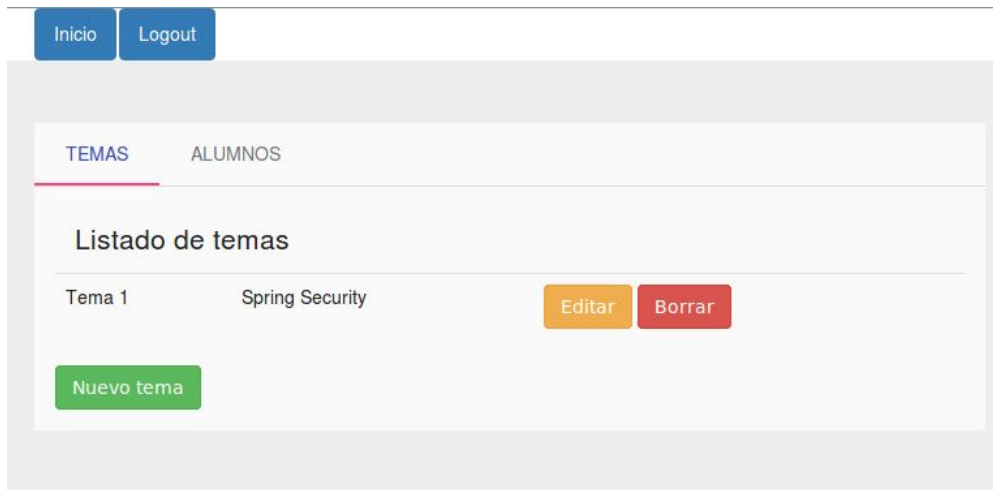 Inicio Logout
TEMAS ALUMNOS
Listado de temas
Tema 1 Spring Security Editar Borrar
Nuevo tema